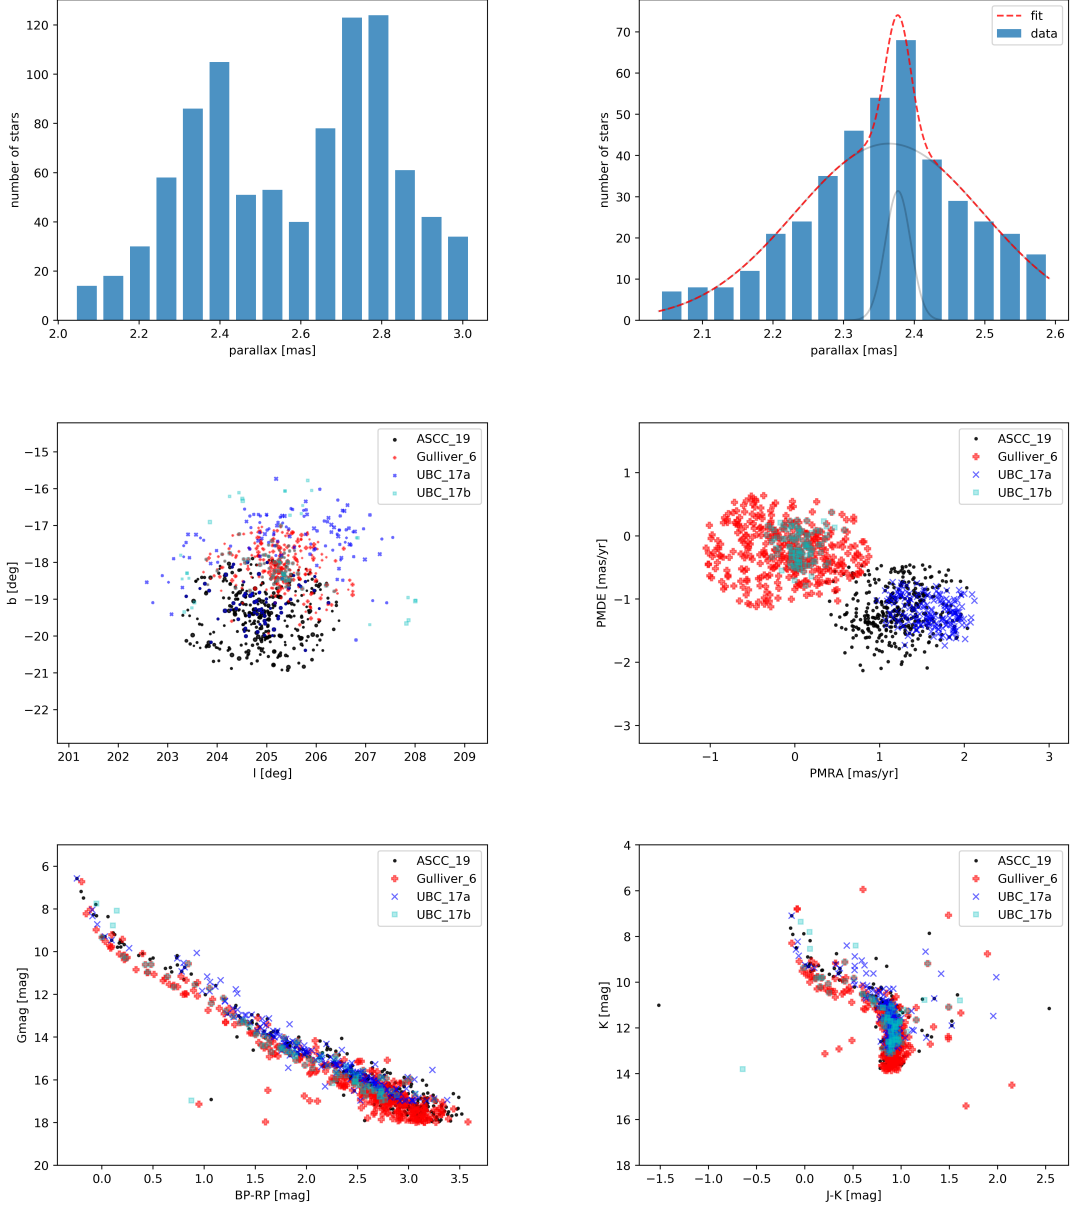 120
100
80
60
40
20
0
number of stars
2.0 2.2 2.4 2.6 2.8 3.0
parallax [mas]
70
60
50
40
30
20
10
0
number of stars
fit
data
2.1 2.2 2.3 2.4 2.5 2.6
parallax [mas]
−15
−16
−17
−18
−19
−20
−21
−22
b [deg]
ASCC_19
Gulliver_6
UBC_17a
UBC_17b
201 202 203 204 205 206 207 208 209
l [deg]
1
0
−1
−2
−3
PMDE [mas/yr]
ASCC_19
Gulliver_6
UBC_17a
UBC_17b
−1 0 1 2 3
PMRA [mas/yr]
6
8
10
12
14
16
18
20
Gmag [mag]
ASCC_19
Gulliver_6
UBC_17a
UBC_17b
0.0 0.5 1.0 1.5 2.0 2.5 3.0 3.5
BP-RP [mag]
4
6
8
10
12
14
16
18
K [mag]
ASCC_19
Gulliver_6
UBC_17a
UBC_17b
−1.5 −1.0 −0.5 0.0 0.5 1.0 1.5 2.0 2.5
J-K [mag]